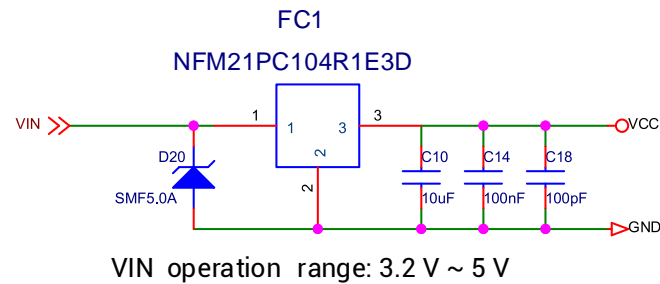 FC1
NFM21PC104R1E3D
VIN
1
1
3
3
VCC
2
2
D20
SMF5.0A
C10
10uF
C14
100nF
C18
100pF
GND
VIN operation range: 3.2 V ~ 5 V